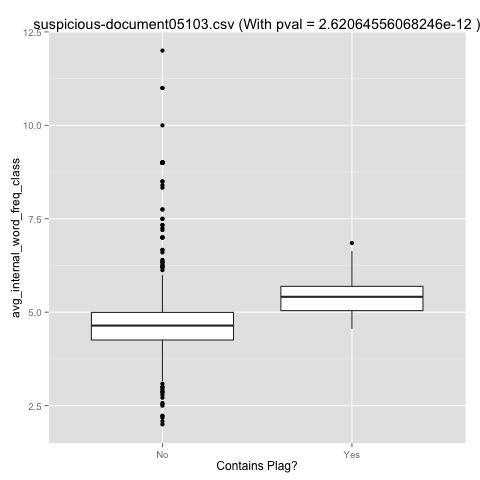 suspicious-document05103.csv (With pval = 2.62064556068246e-12 )
12.5
10.0
7.5
5.0
2.5
avg_internal_word_freq_class
No
Yes
Contains Plag?